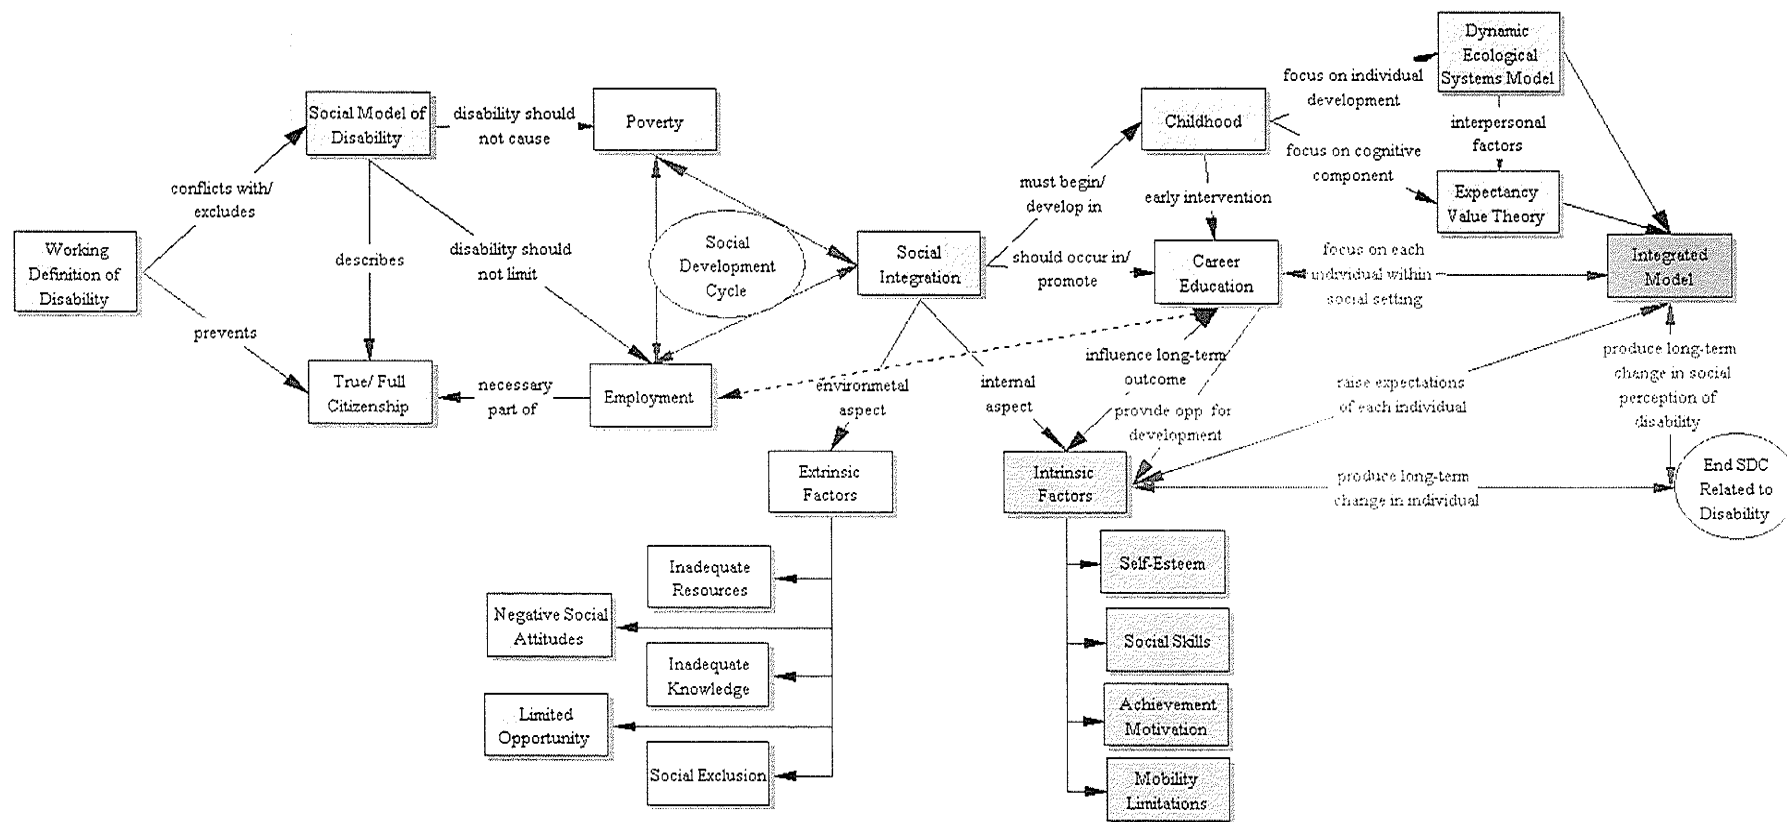 Working
Definition of
Disability
conflicts with/
excludes
prevents
Social Model of
Disability
disability should
not cause
describes
disability should
not limit
True/ Full
Citizenship
necessary
part of
Poverty
Social
Development
Cycle
Employment
Social
Integration
must begin/
develop in
should occur in/
promote
environmetal
aspect
internal
aspect
Childhood
early intervention
focus on individual
development
focus on cognitive
component
Dynamic
Ecological
Systems Model
interpersonal
factors
Expectancy
Value Theory
Career
Education
focus on each
individual within
social setting
Integrated
Model
influence long-term
outcome
provide opp. for
development
raise expectations
of each individual
produce long-term
change in social
perception of
disability
produce long-term
change in individual
End SDC
Related to
Disability
Extrinsic
Factors
Inadequate
Resources
Negative Social
Attitudes
Inadequate
Knowledge
Limited
Opportunity
Social Exclusion
Intrinsic
Factors
Self-Esteem
Social Skills
Achievement
Motivation
Mobility
Limitations